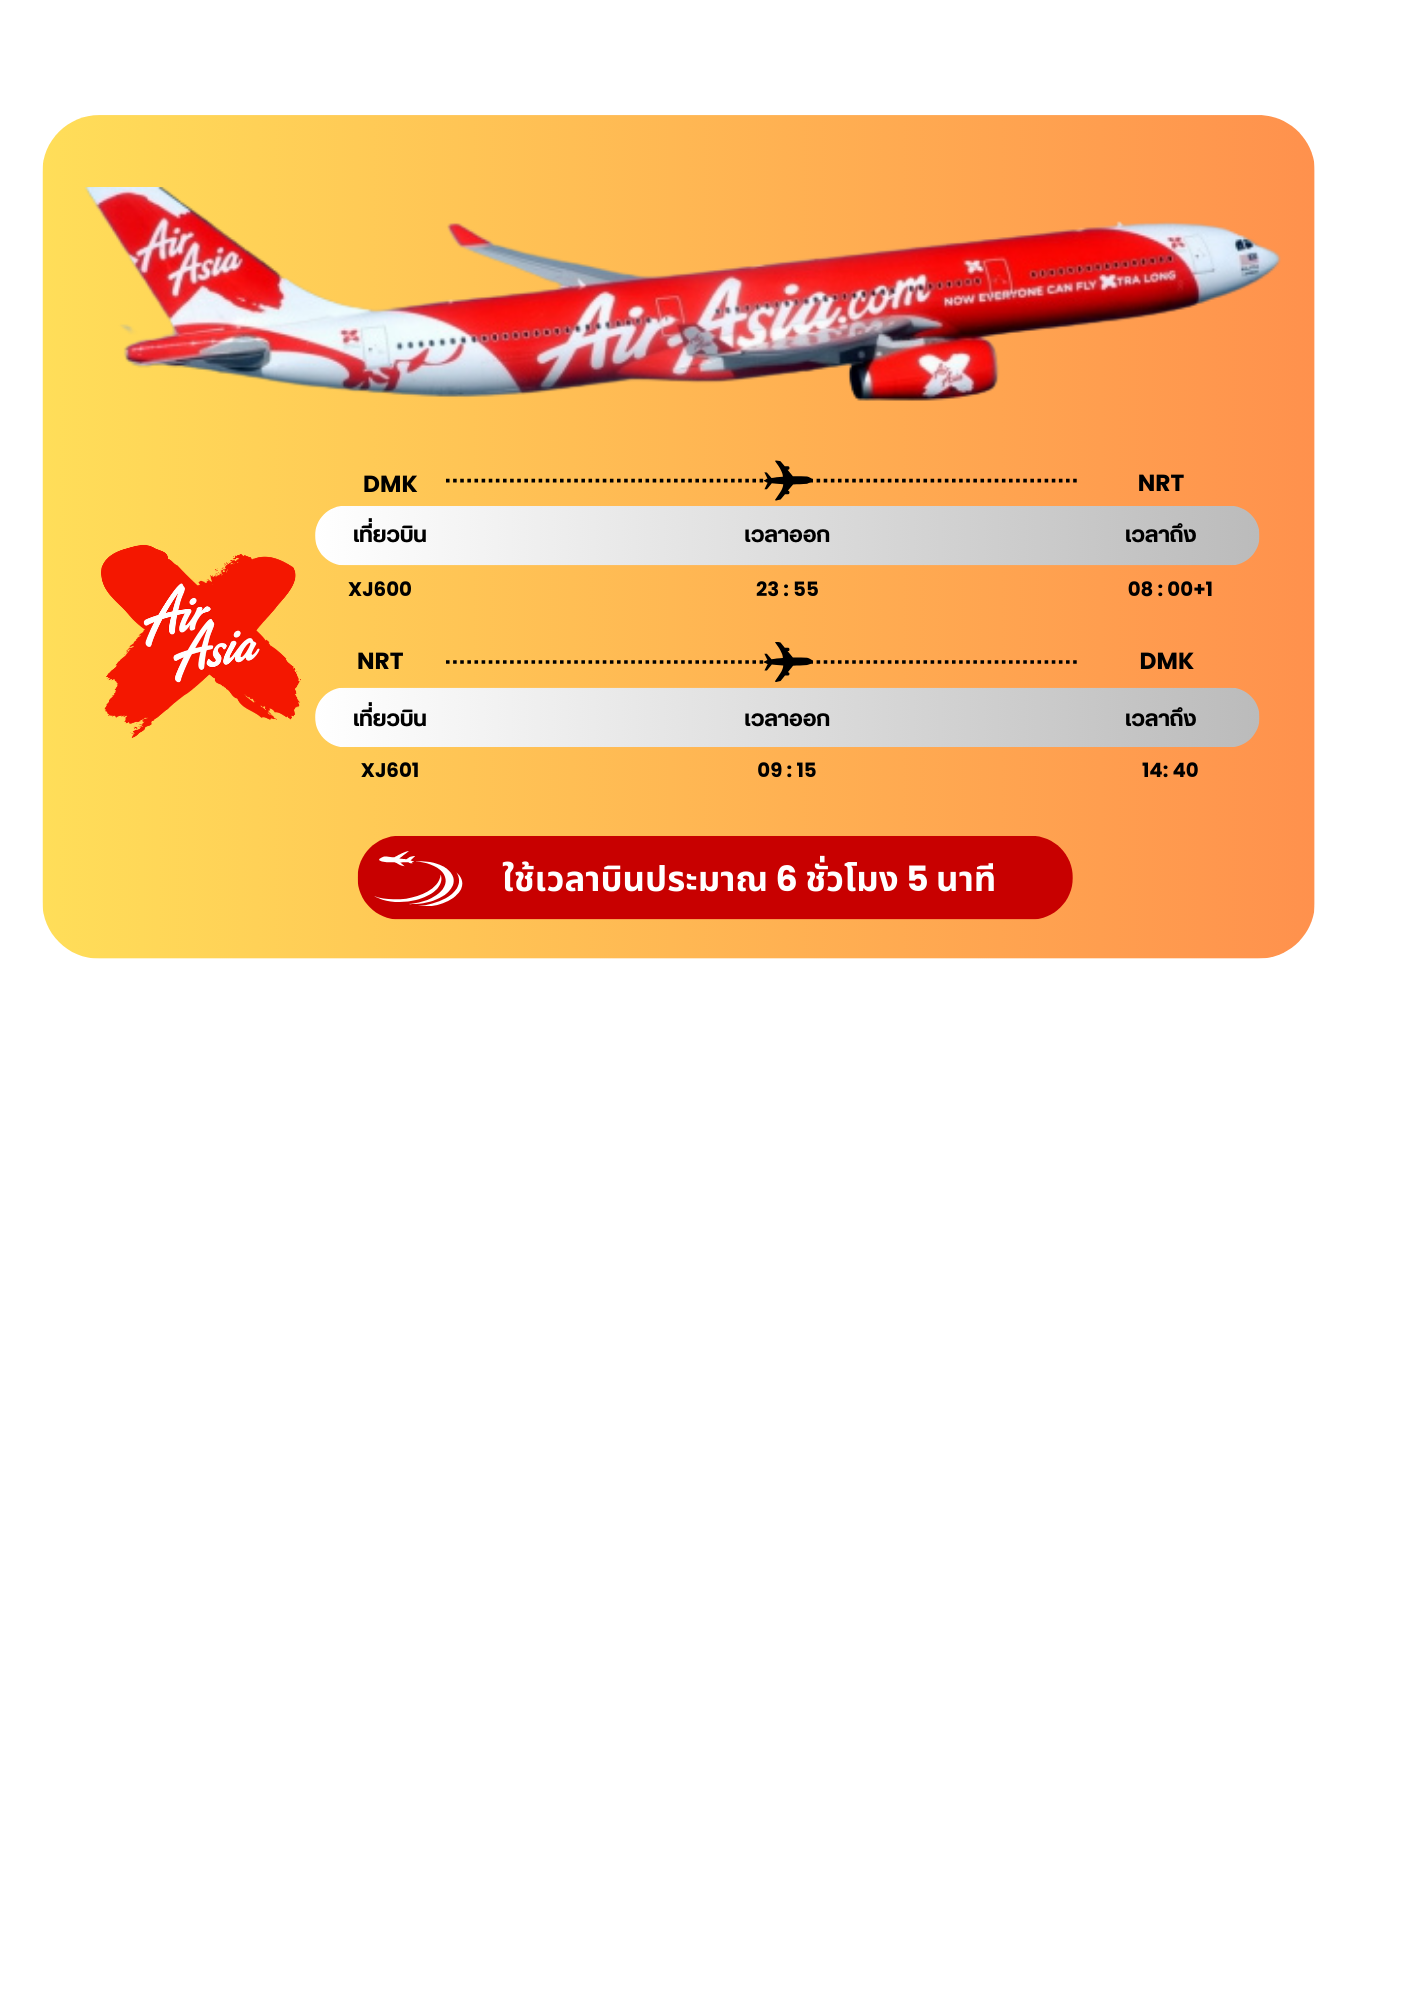 Air
Asia
AirAsia.com
NOW EVERYONE CAN FLY XTRA LONG
Air
Asia
DMK NRT
เที่ยวบิน เวลาออก เวลาถึง
XJ600 23 : 55 08 : 00+1
Air
Asia
NRT DMK
เที่ยวบิน เวลาออก เวลาถึง
XJ601 09 : 15 14: 40
ใช้เวลาบินประมาณ 6 ชั่วโมง 5 นาที